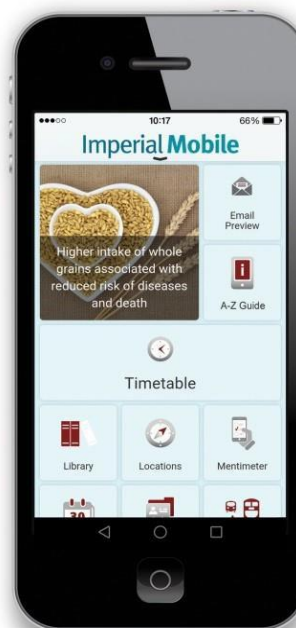 10:17
66%
Imperial Mobile
Higher intake of whole
grains associated with
reduced risk of diseases
and death
Email
Preview
A-Z Guide
Timetable
Library
Locations
Mentimeter
30